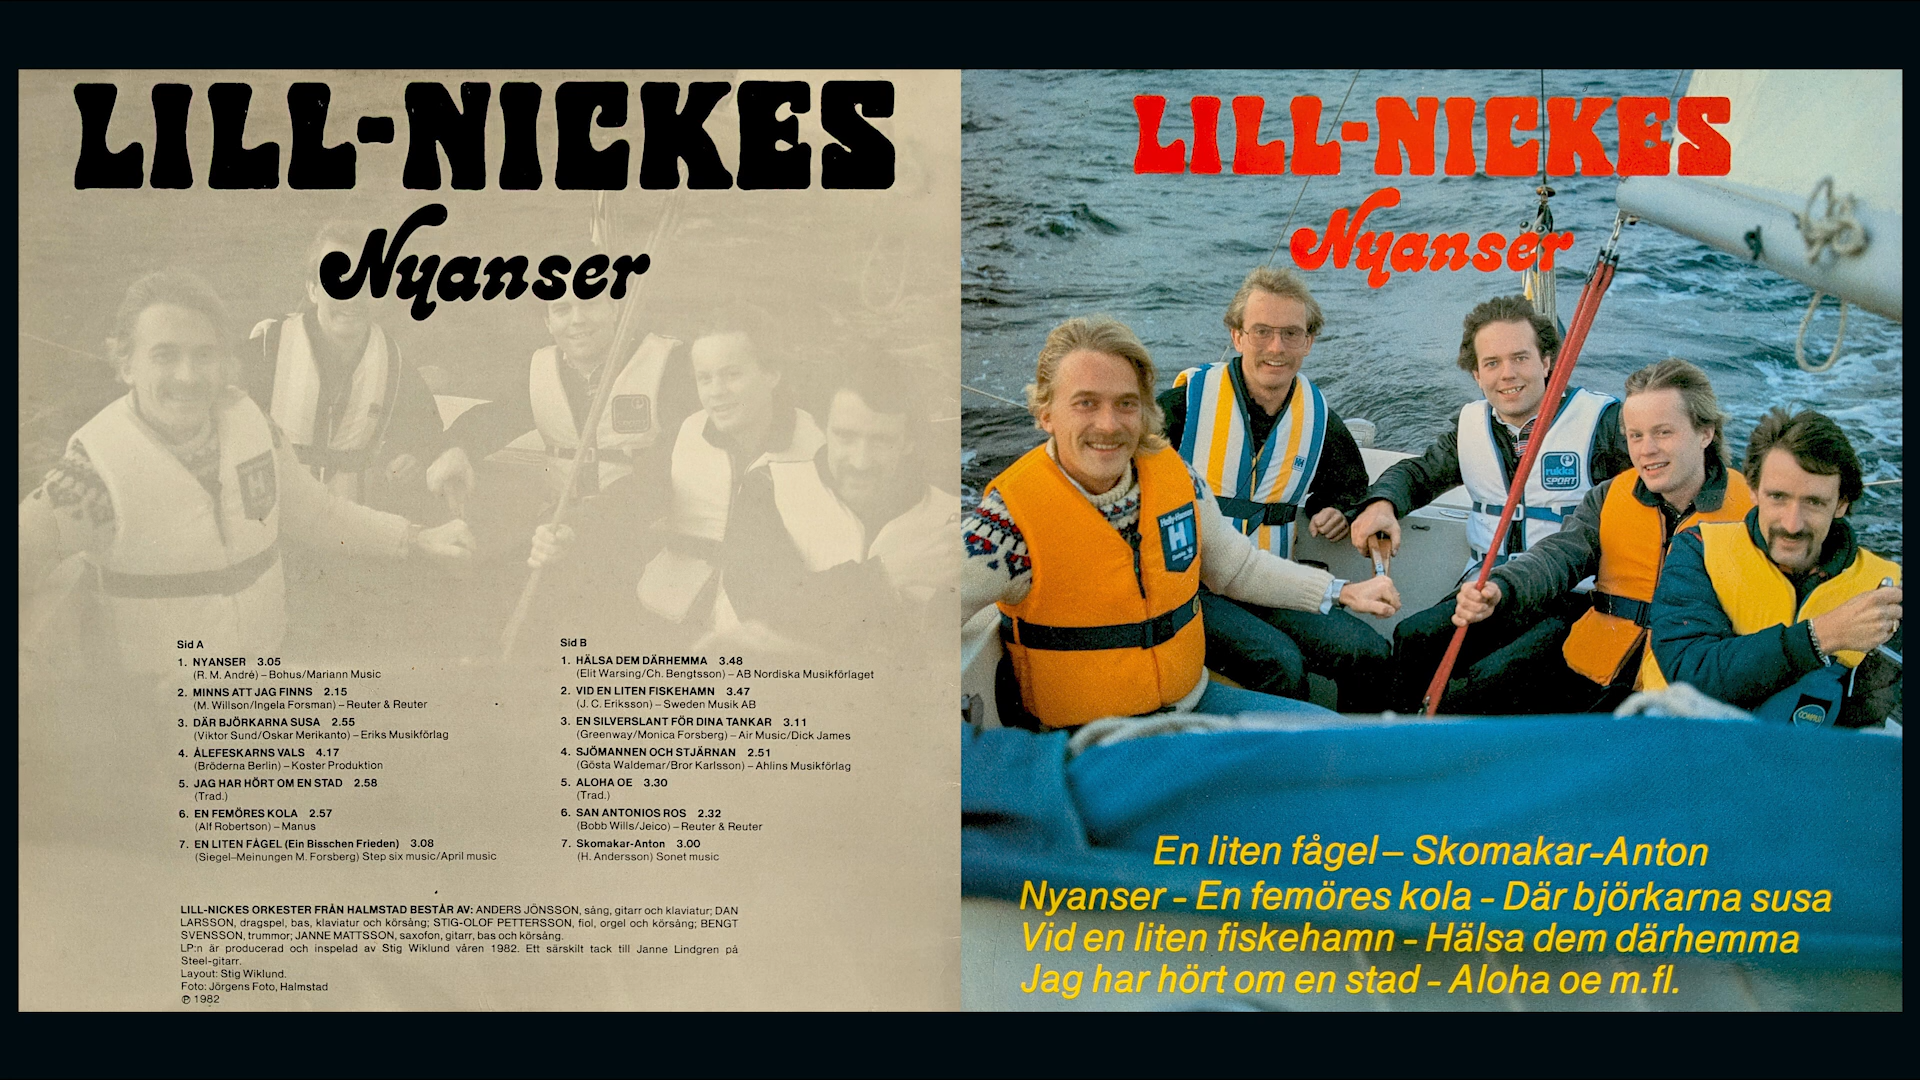 LILL-NICKES
Nyanser
Sid A
1. NYANSER 3.05
(R. M. Andrè) – Bohus/Mariann Music
2. MINNS ATT JAG FINNS 2.15
(M. Willson/Ingela Forsman) – Reuter & Reuter
3. DÄR BJÖRKARNA SUSA 2.55
(Viktor Sund/Oskar Merikanto) – Eriks Musikförlag
4. ÅLEFESKARNS VALS 4.17
(Bröderna Berlin) – Koster Produktion
5. JAG HAR HÖRT OM EN STAD 2.58
(Trad.)
6. EN FEMÖRES KOLA 2.57
(Alf Robertson) – Manus
7. EN LITEN FÅGEL (Ein Bisschen Frieden) 3.08
(Siegel–Meinungen M. Forsberg) Step six music/April music
Sid B
1. HÄLSA DEM DÄRHEMMA 3.48
(Elit Warsing/Ch. Bengtsson) – AB Nordiska Musikförlaget
2. VID EN LITEN FISKEHAMN 3.47
(J. C. Eriksson) – Sweden Musik AB
3. EN SILVERSLANT FÖR DINA TANKAR 3.11
(Greenway/Monica Forsberg) – Air Music/Dick James
4. SJÖMANNEN OCH STJÄRNAN 2.51
(Gösta Waldemar/Bror Karlsson) – Ahlins Musikförlag
5. ALOHA OE 3.30
(Trad.)
6. SAN ANTONIOS ROS 2.32
(Bobb Wills/Jeico) – Reuter & Reuter
7. Skomakar-Anton 3.00
(H. Andersson) Sonet music
LILL-NICKES ORKESTER FRÅN HALMSTAD BESTÅR AV: ANDERS JÖNSSON, sång, gitarr och klaviatur; DAN
LARSSON, dragspel, bas, klaviatur och körsång; STIG-OLOF PETTERSSON, fiol, orgel och körsång; BENGT
SVENSSON, trummor; JANNE MATTSSON, saxofon, gitarr, bas och körsång.
LP:n är producerad och inspelad av Stig Wiklund våren 1982. Ett särskilt tack till Janne Lindgren på
Steel-gitarr.
Layout: Stig Wiklund.
Foto: Jörgens Foto, Halmstad
℗ 1982
LILL-NICKES
Nyanser
rukka
SPORT
Helly-Hansen
H
En liten fågel – Skomakar-Anton
Nyanser - En femöres kola - Där björkarna susa
Vid en liten fiskehamn - Hälsa dem därhemma
Jag har hört om en stad - Aloha oe m.fl.